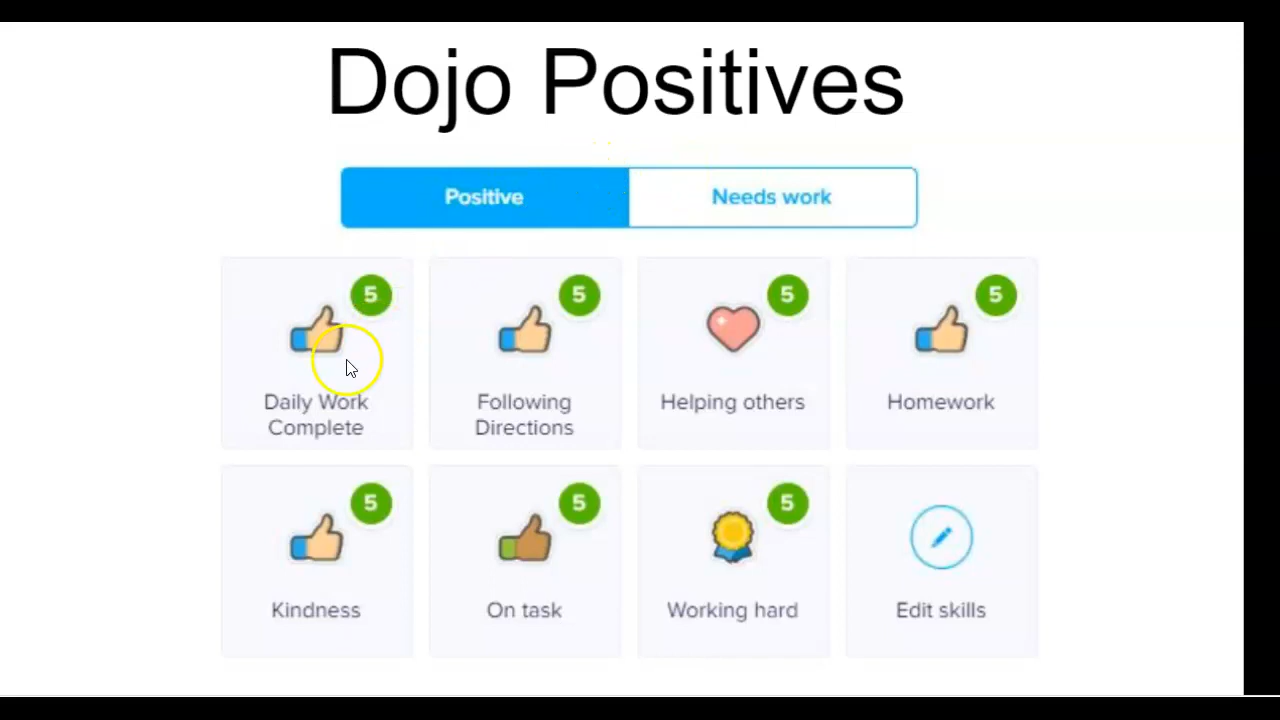 Dojo Positives
Positive
Needs work
5
5
5
5
Daily Work
Complete
Following
Directions
Helping others
Homework
5
5
5
Kindness
On task
Working hard
Edit skills